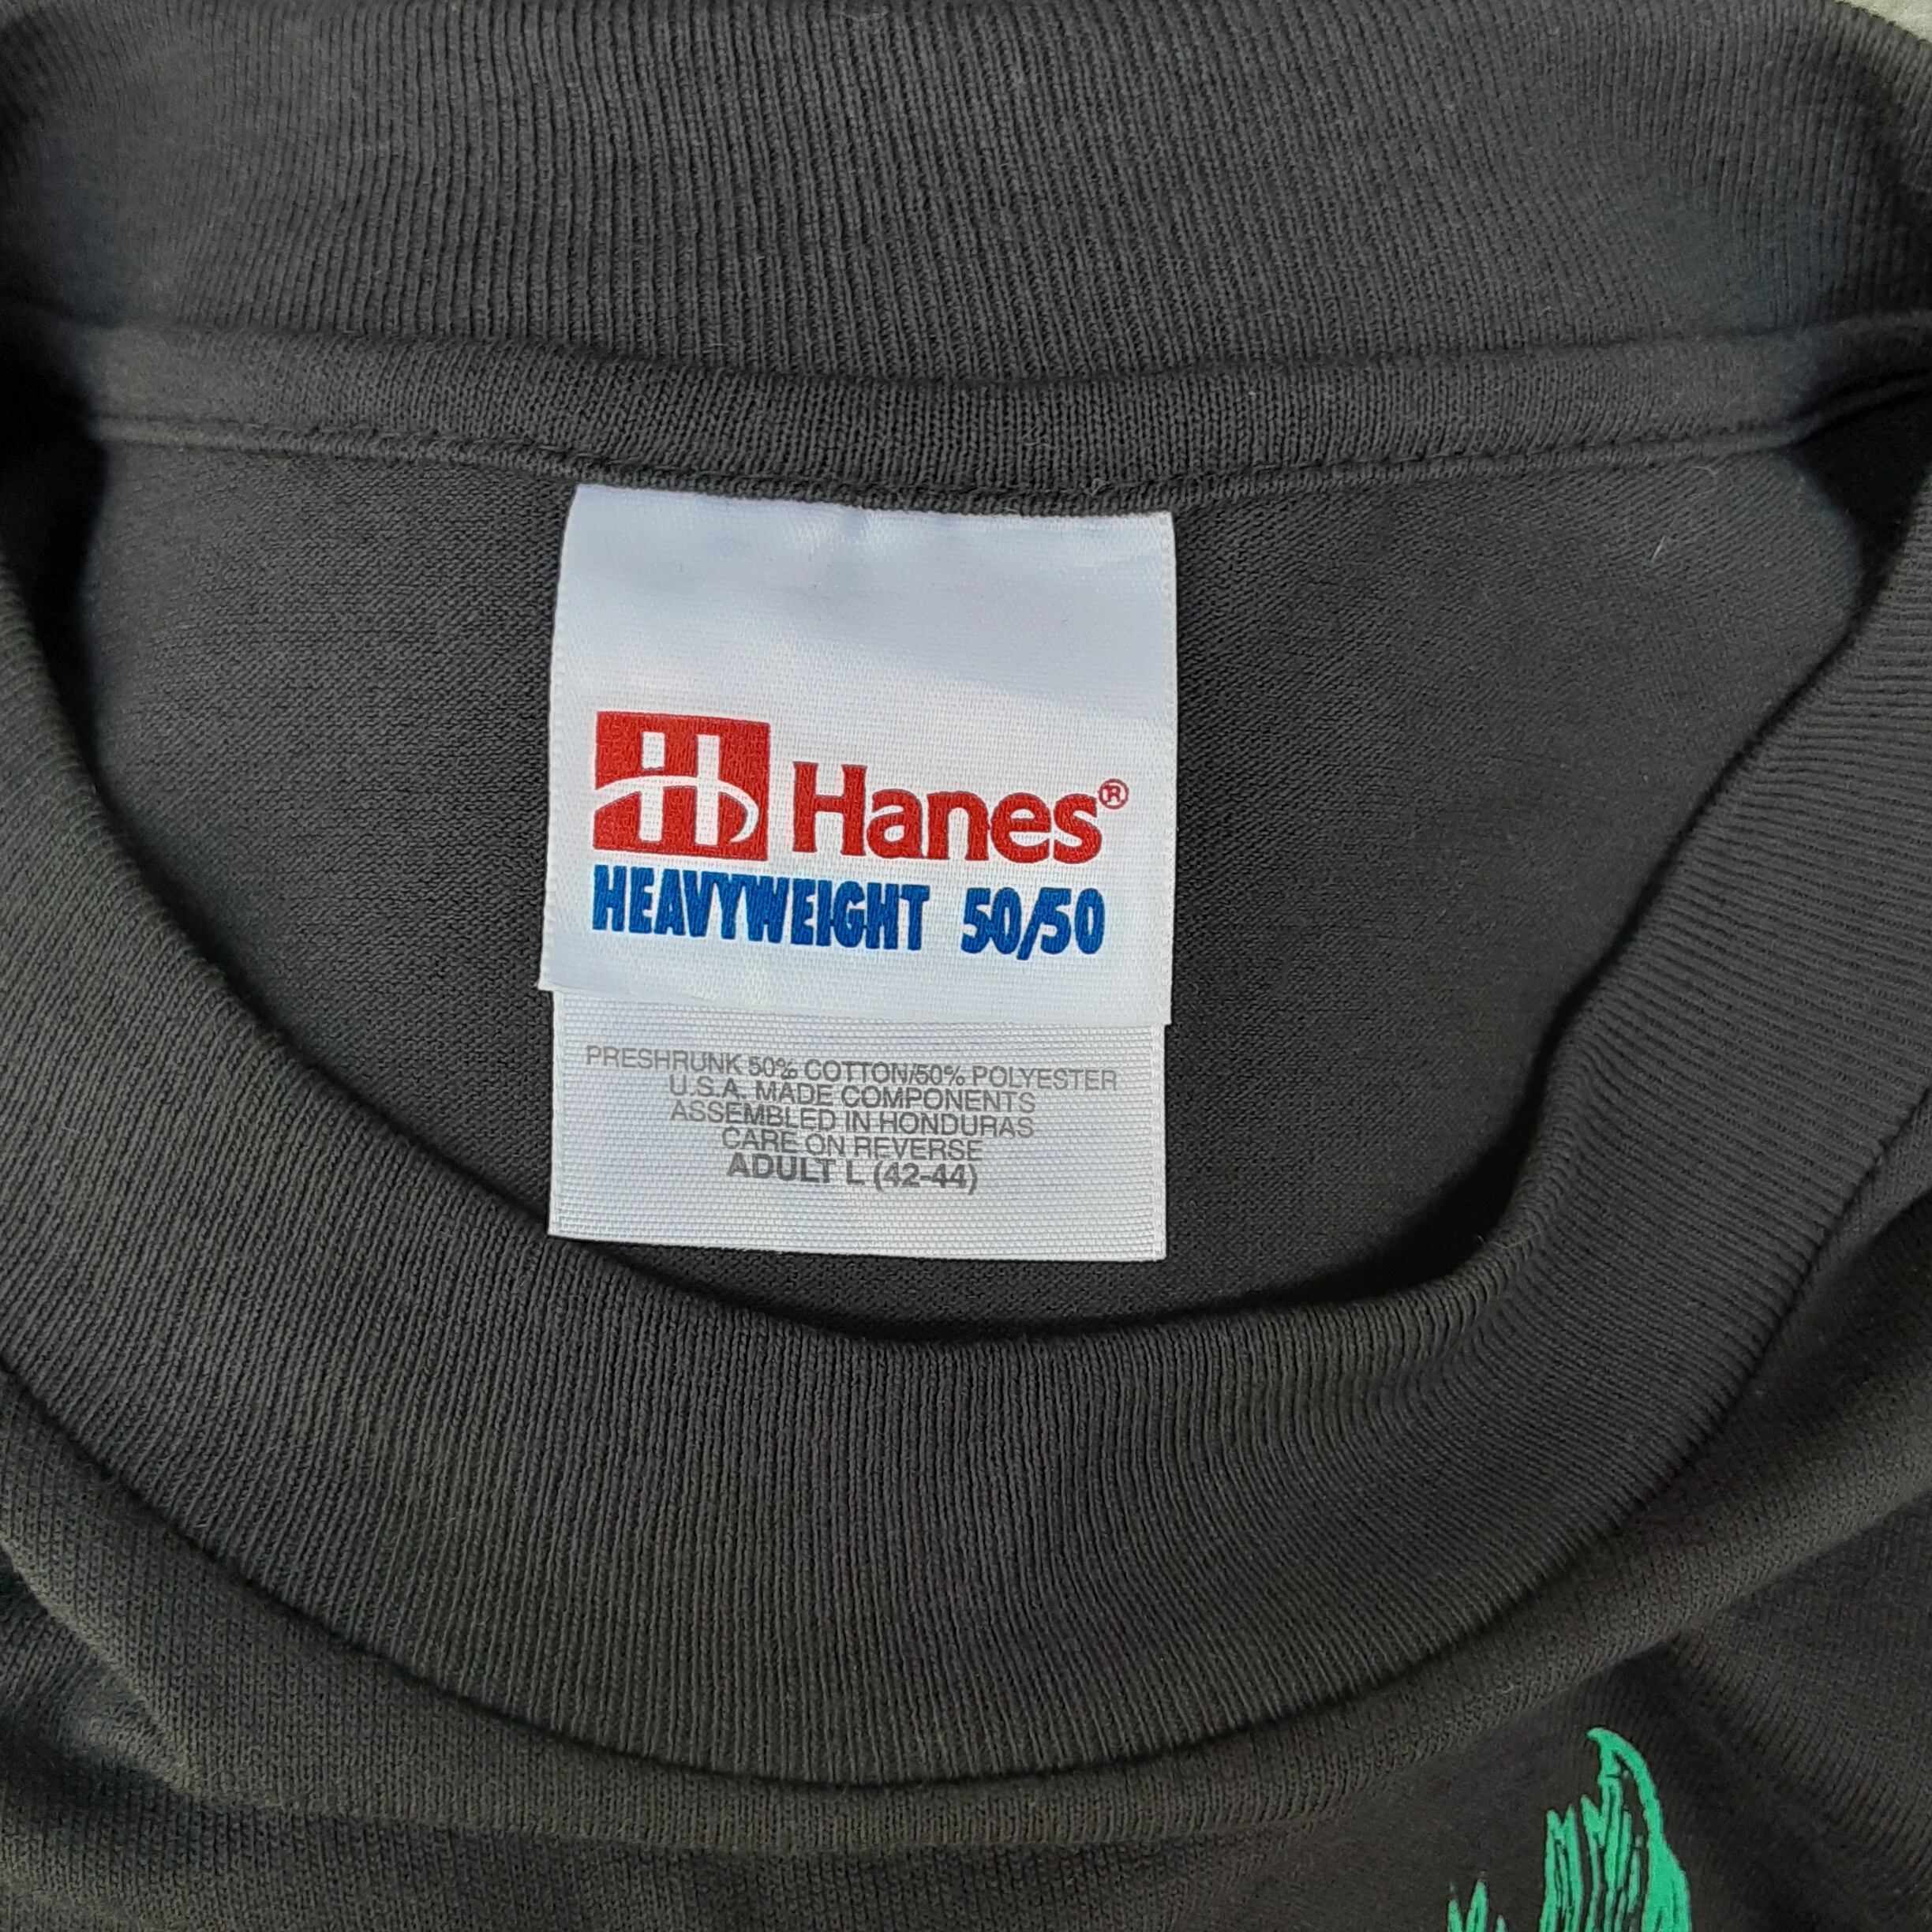 H Hanes®
HEAVYWEIGHT 50/50
PRESHRUNK 50% COTTON/50% POLYESTER
U.S.A. MADE COMPONENTS
ASSEMBLED IN HONDURAS
CARE ON REVERSE
ADULT L (42-44)